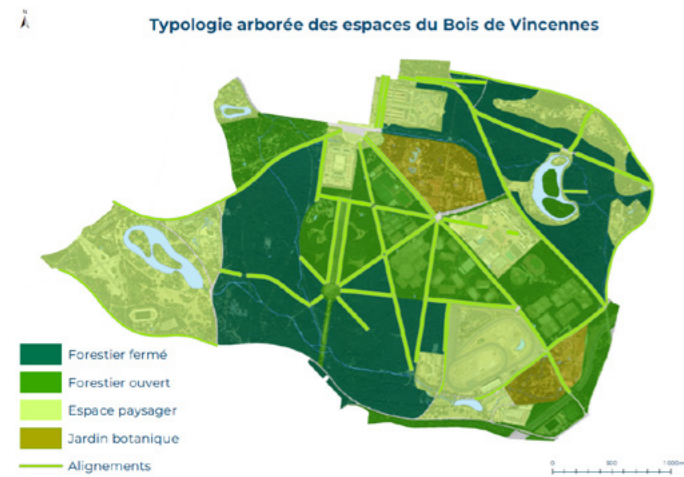 N
Typologie arborée des espaces du Bois de Vincennes
Forestier fermé
Forestier ouvert
Espace paysager
Jardin botanique
Alignements
0 500 1 000 m